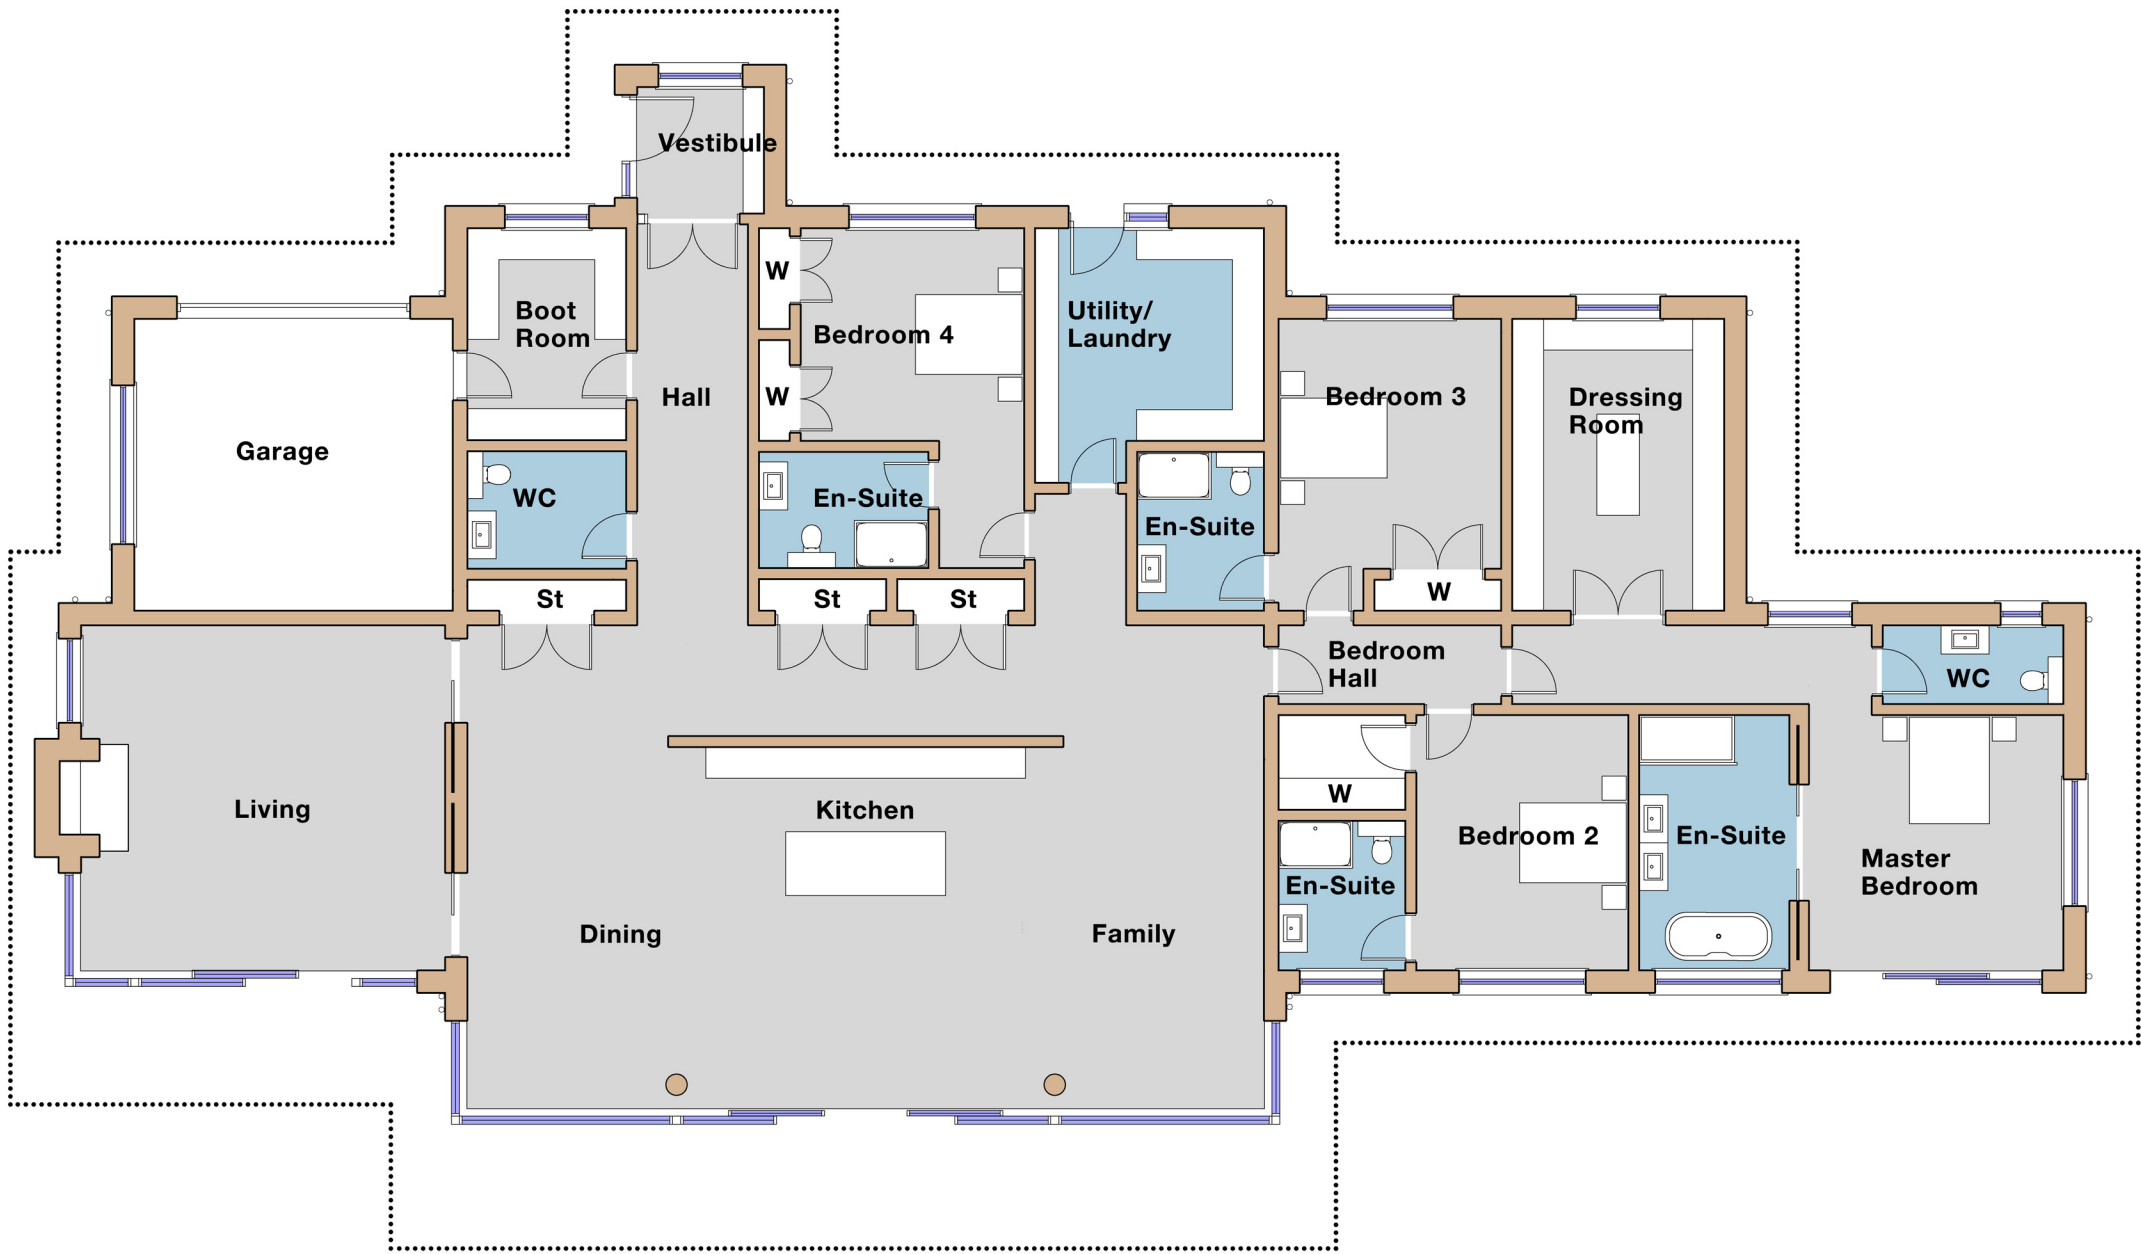 Vestibule
W
Boot
Room
Bedroom 4
Utility/
Laundry
Hall
W
Bedroom 3
Dressing
Room
Garage
WC
En-Suite
En-Suite
St
St
St
W
Bedroom
Hall
WC
Living
Kitchen
W
Bedroom 2
En-Suite
Master
Bedroom
En-Suite
Dining
Family